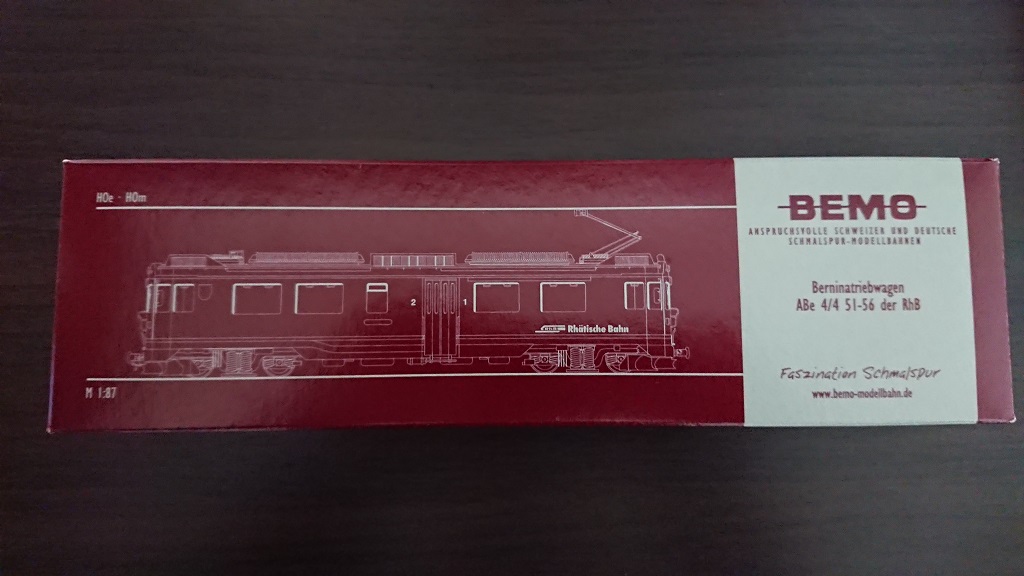 H0e · H0m
2
1
Rhätische Bahn
M 1:87
BEMO
ANSPRUCHSVOLLE SCHWEIZER UND DEUTSCHE
SCHMALSPUR-MODELLBAHNEN
Berninatriebwagen
ABe 4/4 51-56 der RhB
Faszination Schmalspur
www.bemo-modellbahn.de